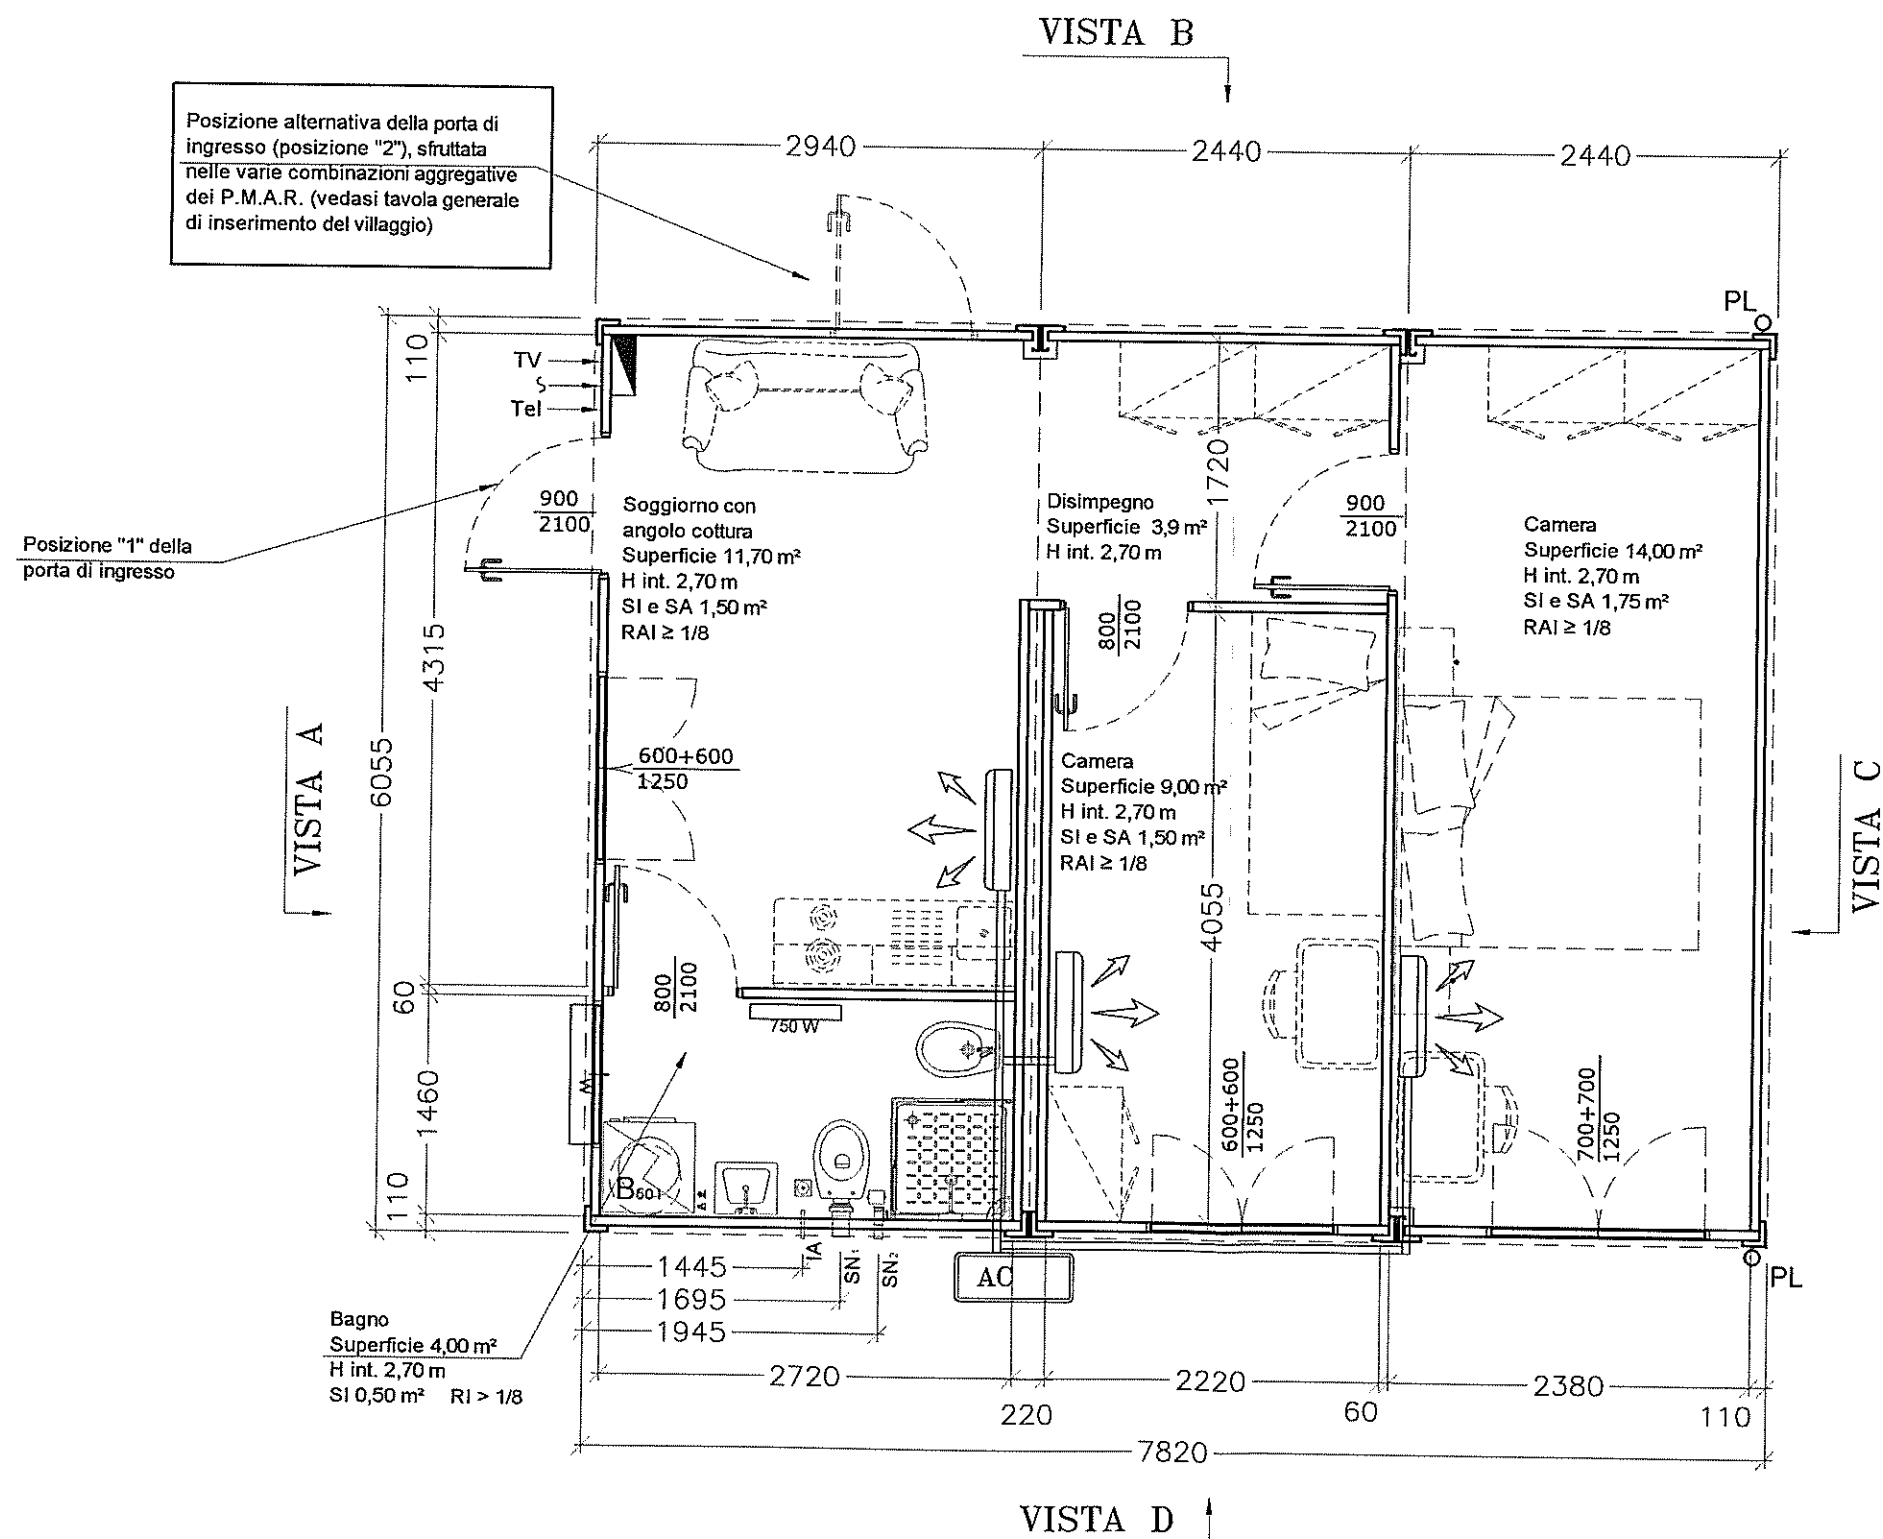 VISTA B
Posizione alternativa della porta di
ingresso (posizione "2"), sfruttata
nelle varie combinazioni aggregative
dei P.M.A.R. (vedasi tavola generale
di inserimento del villaggio)
2940
2440
2440
PL
110
TV
S
Tel
900
2100
Soggiorno con
angolo cottura
Superficie 11,70 m²
H int. 2,70 m
SI e SA 1,50 m²
RAI ≥ 1/8
1720
Disimpegno
Superficie 3,9 m²
H int. 2,70 m
900
2100
Camera
Superficie 14,00 m²
H int. 2,70 m
SI e SA 1,75 m²
RAI ≥ 1/8
Posizione "1" della
porta di ingresso
800
2100
4315
6055
VISTA A
600+600
1250
Camera
Superficie 9,00 m²
H int. 2,70 m
SI e SA 1,50 m²
RAI ≥ 1/8
VISTA C
4055
60
800
2100
750 W
1460
W
600+600
1250
700+700
1250
B60 l
110
1445
IA
SN1
SN2
AC
PL
1695
1945
Bagno
Superficie 4,00 m²
H int. 2,70 m
SI 0,50 m² RI > 1/8
2720
2220
2380
220
60
110
7820
VISTA D